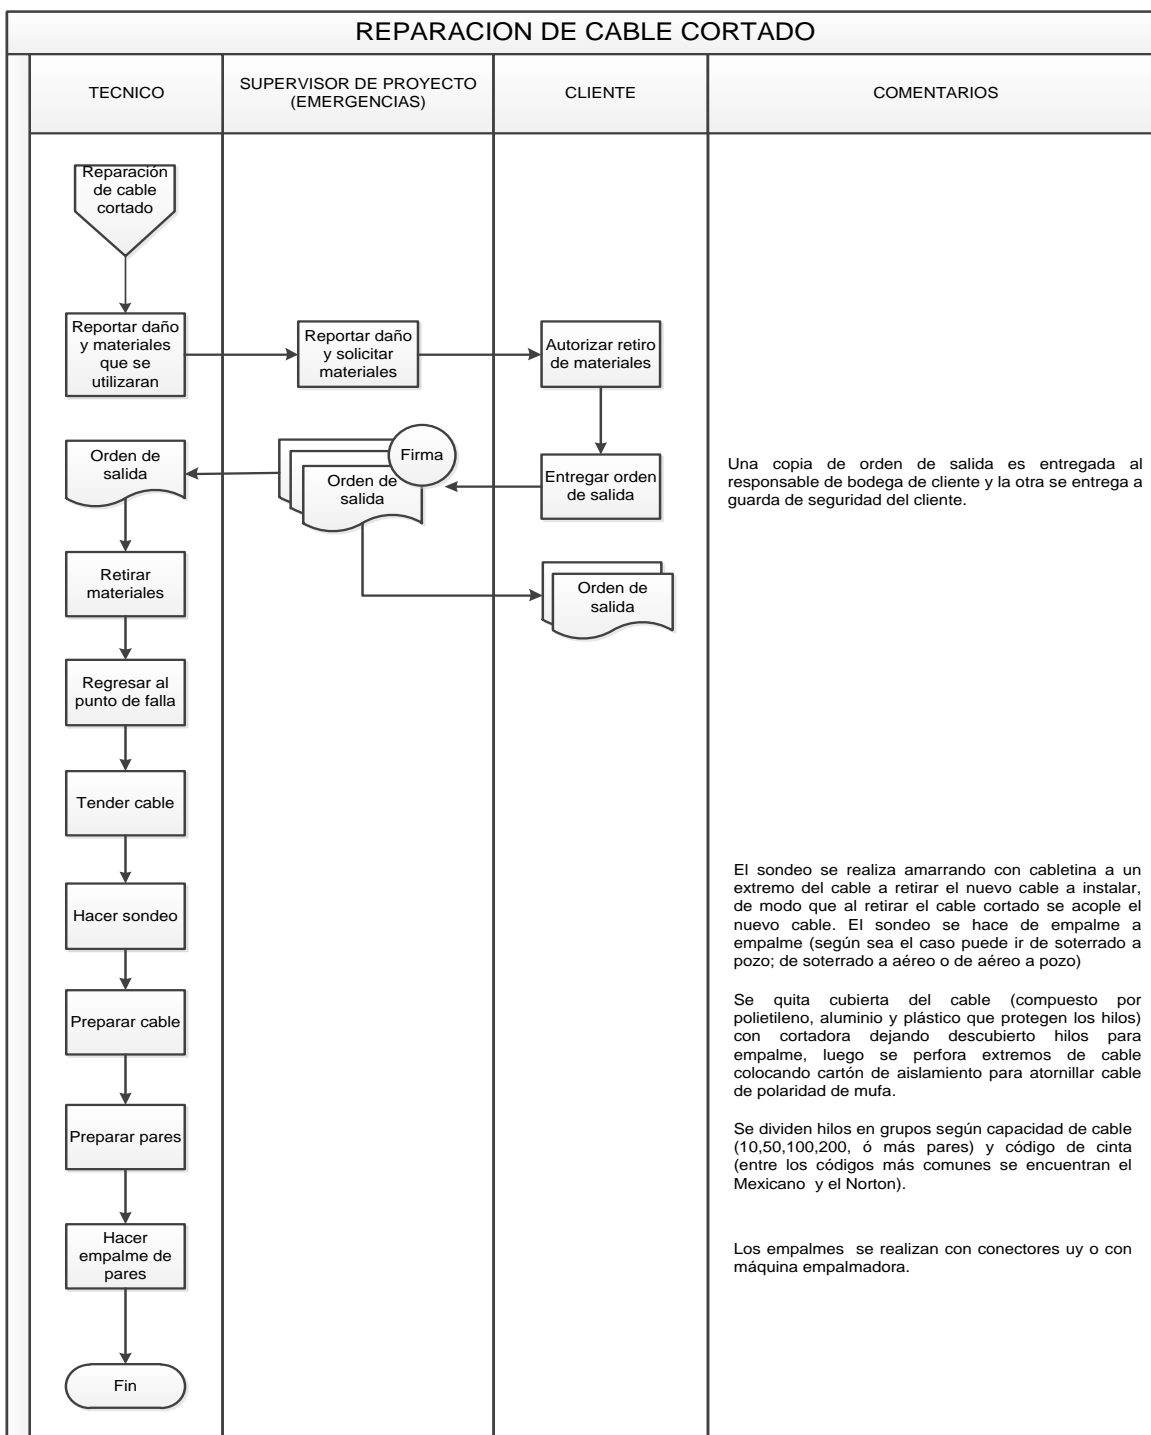 REPARACION DE CABLE CORTADO
TECNICO
SUPERVISOR DE PROYECTO
(EMERGENCIAS)
CLIENTE
COMENTARIOS
Reparación
de cable
cortado
Reportar daño
y materiales
que se
utilizaran
Reportar daño
y solicitar
materiales
Autorizar retiro
de materiales
Orden de
salida
Firma
Orden de
salida
Entregar orden
de salida
Una copia de orden de salida es entregada al
responsable de bodega de cliente y la otra se entrega a
guarda de seguridad del cliente.
Retirar
materiales
Orden de
salida
Regresar al
punto de falla
Tender cable
Hacer sondeo
El sondeo se realiza amarrando con cabletina a un
extremo del cable a retirar el nuevo cable a instalar,
de modo que al retirar el cable cortado se acople el
nuevo cable. El sondeo se hace de empalme a
empalme (según sea el caso puede ir de soterrado a
pozo; de soterrado a aéreo o de aéreo a pozo)
Preparar cable
Se quita cubierta del cable (compuesto por
polietileno, aluminio y plástico que protegen los hilos)
con cortadora dejando descubierto hilos para
empalme, luego se perfora extremos de cable
colocando cartón de aislamiento para atornillar cable
de polaridad de mufa.
Preparar pares
Se dividen hilos en grupos según capacidad de cable
(10,50,100,200, ó más pares) y código de cinta
(entre los códigos más comunes se encuentran el
Mexicano y el Norton).
Hacer
empalme de
pares
Los empalmes se realizan con conectores uy o con
máquina empalmadora.
Fin